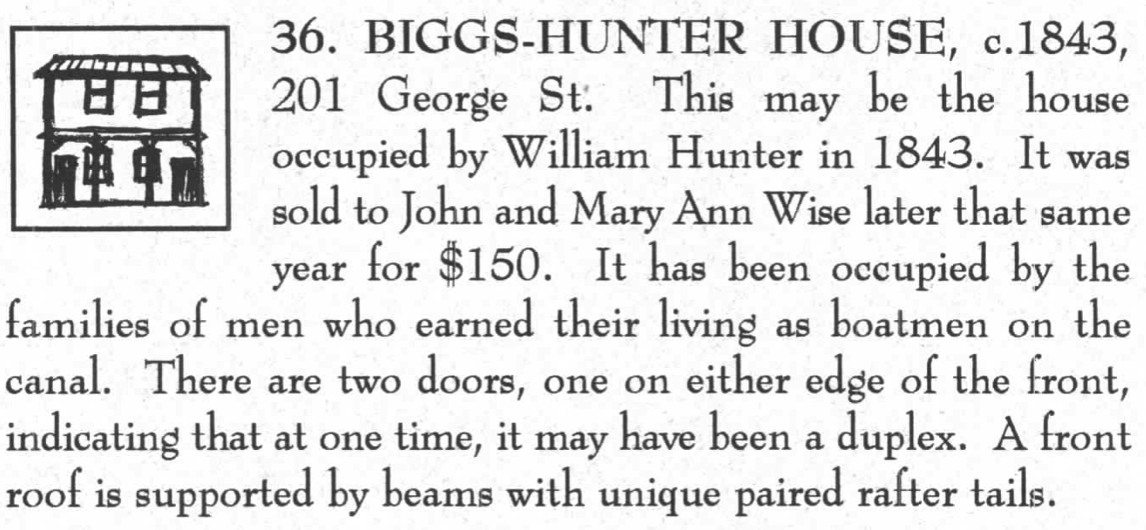 36. BIGGS-HUNTER HOUSE, c.1843,
201 George St. This may be the house
occupied by William Hunter in 1843. It was
sold to John and Mary Ann Wise later that same
year for $150. It has been occupied by the
families of men who earned their living as boatmen on the
canal. There are two doors, one on either edge of the front,
indicating that at one time, it may have been a duplex. A front
roof is supported by beams with unique paired rafter tails.